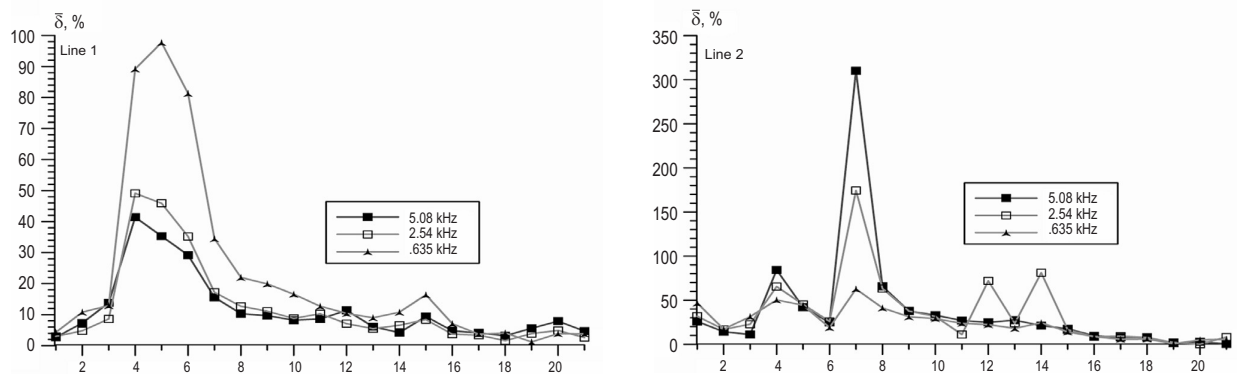 δ̄, %
Line 1
100
90
80
70
60
50
40
30
20
10
0
2 4 6 8 10 12 14 16 18 20
5.08 kHz
2.54 kHz
.635 kHz
δ̄, %
Line 2
350
300
250
200
150
100
50
0
2 4 6 8 10 12 14 16 18 20
5.08 kHz
2.54 kHz
.635 kHz